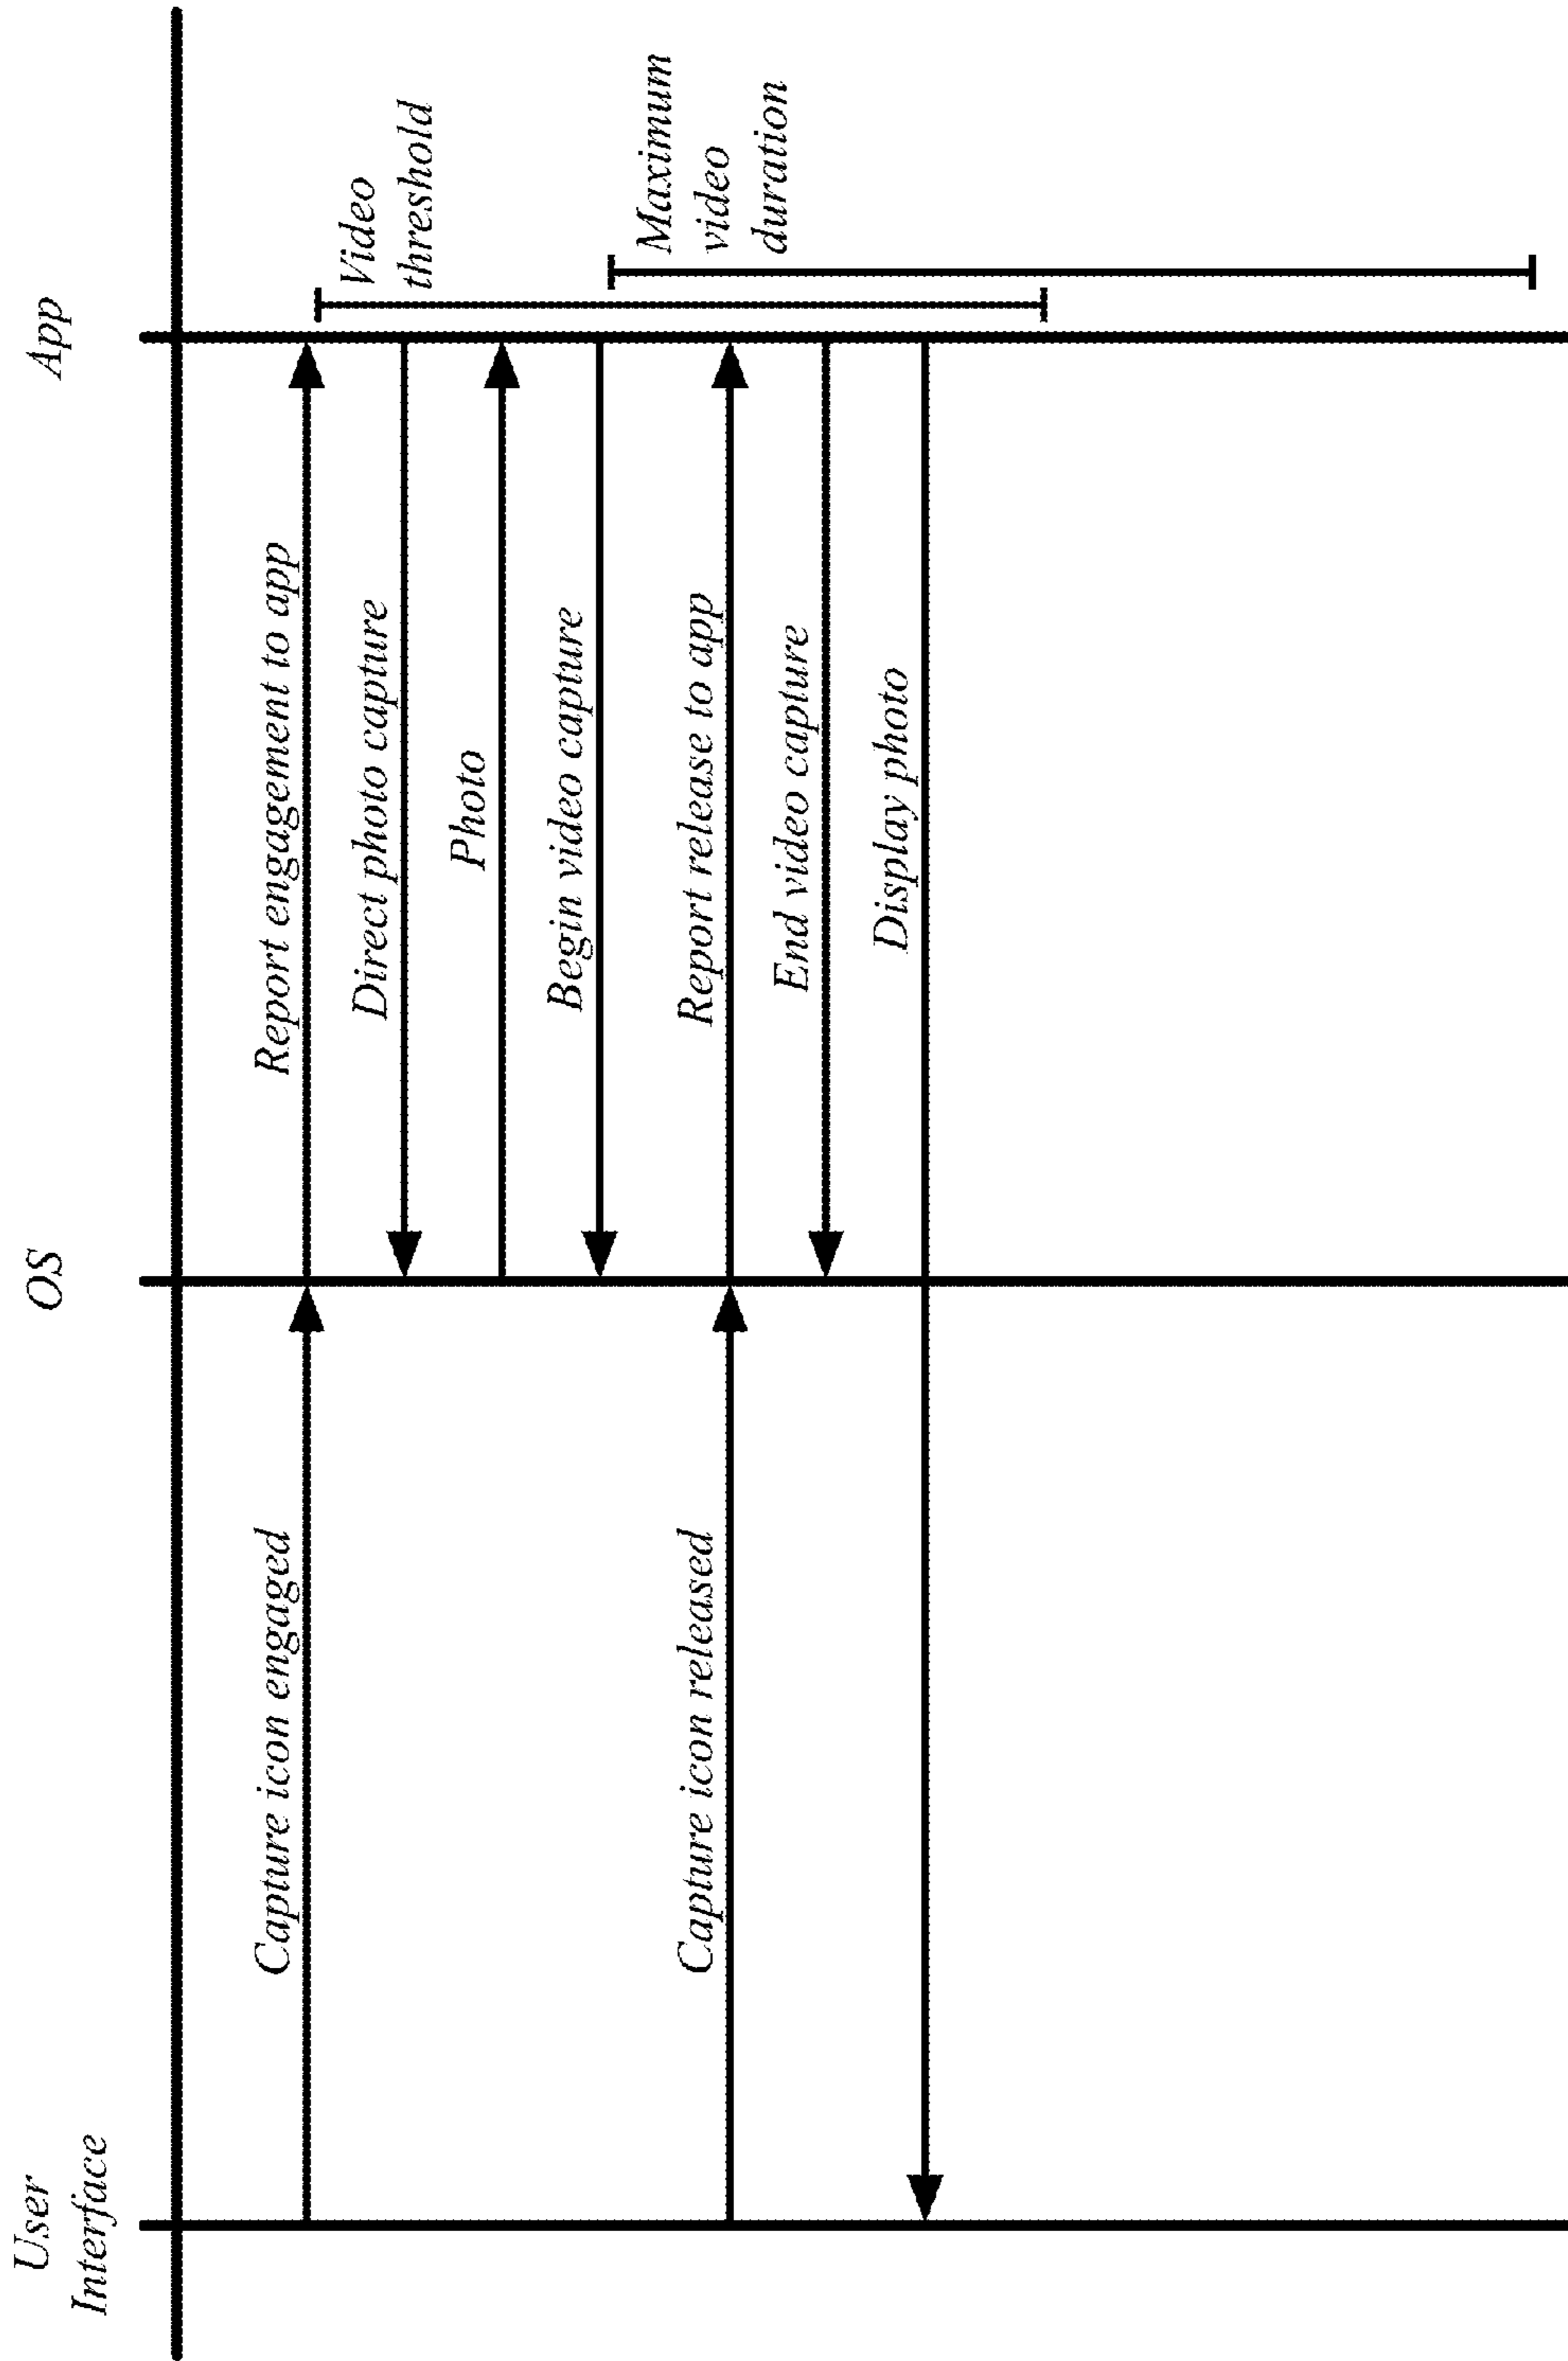 User
Interface
OS
App
Capture icon engaged
Report engagement to app
Video
threshold
Direct photo capture
Photo
Begin video capture
Maximum
video
duration
Capture icon released
Report release to app
End video capture
Display photo